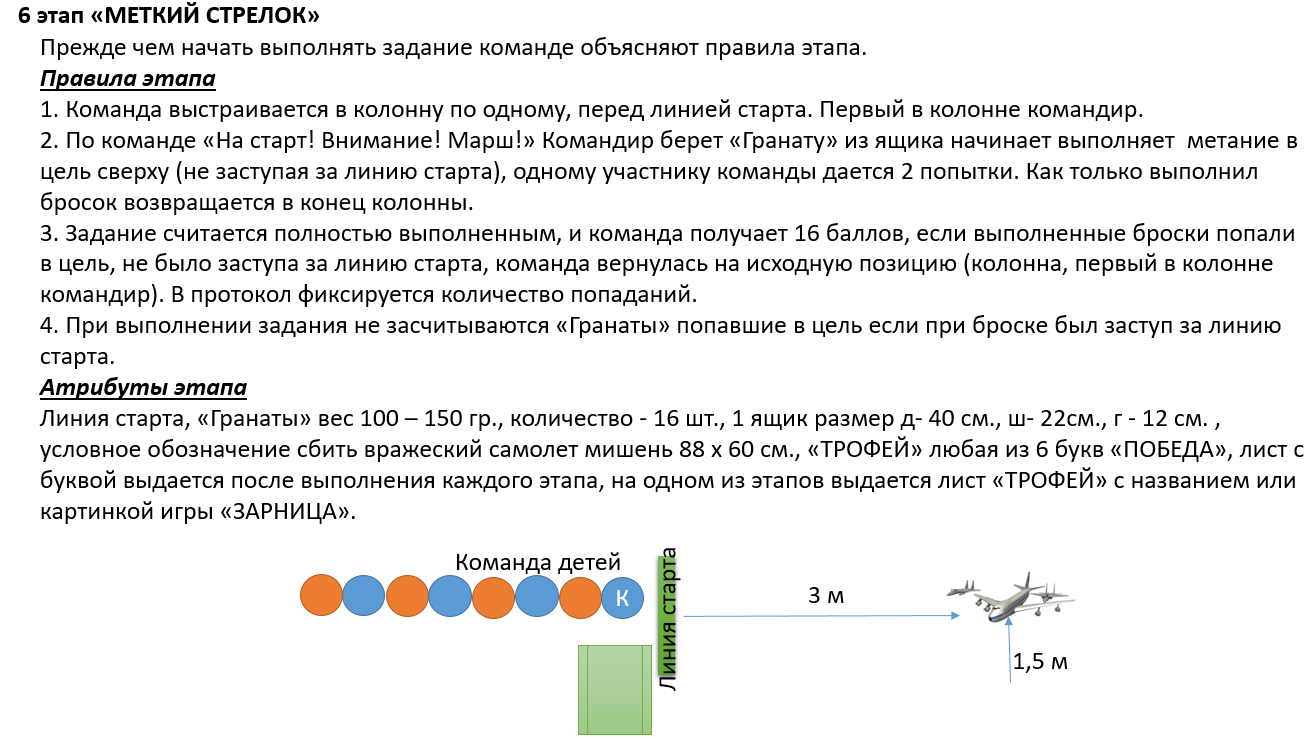 6 этап «МЕТКИЙ СТРЕЛОК»
Прежде чем начать выполнять задание команде объясняют правила этапа.
Правила этапа
1. Команда выстраивается в колонну по одному, перед линией старта. Первый в колонне командир.
2. По команде «На старт! Внимание! Марш!» Командир берет «Гранату» из ящика начинает выполняет  метание в
цель сверху (не заступая за линию старта), одному участнику команды дается 2 попытки. Как только выполнил
бросок возвращается в конец колонны.
3. Задание считается полностью выполненным, и команда получает 16 баллов, если выполненные броски попали
в цель, не было заступа за линию старта, команда вернулась на исходную позицию (колонна, первый в колонне
командир). В протокол фиксируется количество попаданий.
4. При выполнении задания не засчитываются «Гранаты» попавшие в цель если при броске был заступ за линию
старта.
Атрибуты этапа
Линия старта, «Гранаты» вес 100 – 150 гр., количество - 16 шт., 1 ящик размер д- 40 см., ш- 22см., г - 12 см. ,
условное обозначение сбить вражеский самолет мишень 88 х 60 см., «ТРОФЕЙ» любая из 6 букв «ПОБЕДА», лист с
буквой выдается после выполнения каждого этапа, на одном из этапов выдается лист «ТРОФЕЙ» с названием или
картинкой игры «ЗАРНИЦА».
Команда детей
К
Линия старта
3 м
1,5 м